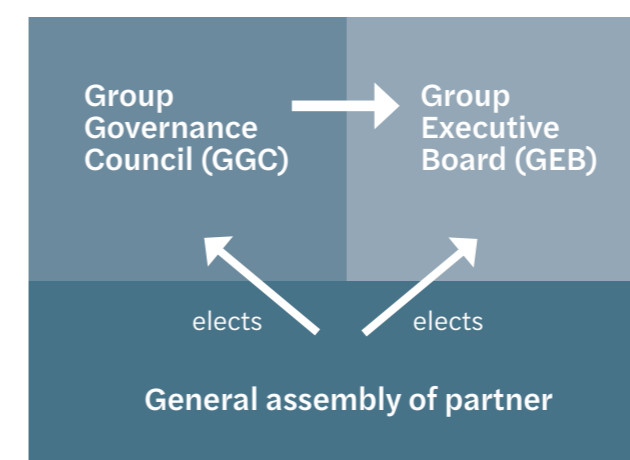 Group
Governance
Council (GGC)
Group
Executive
Board (GEB)
elects
elects
General assembly of partner